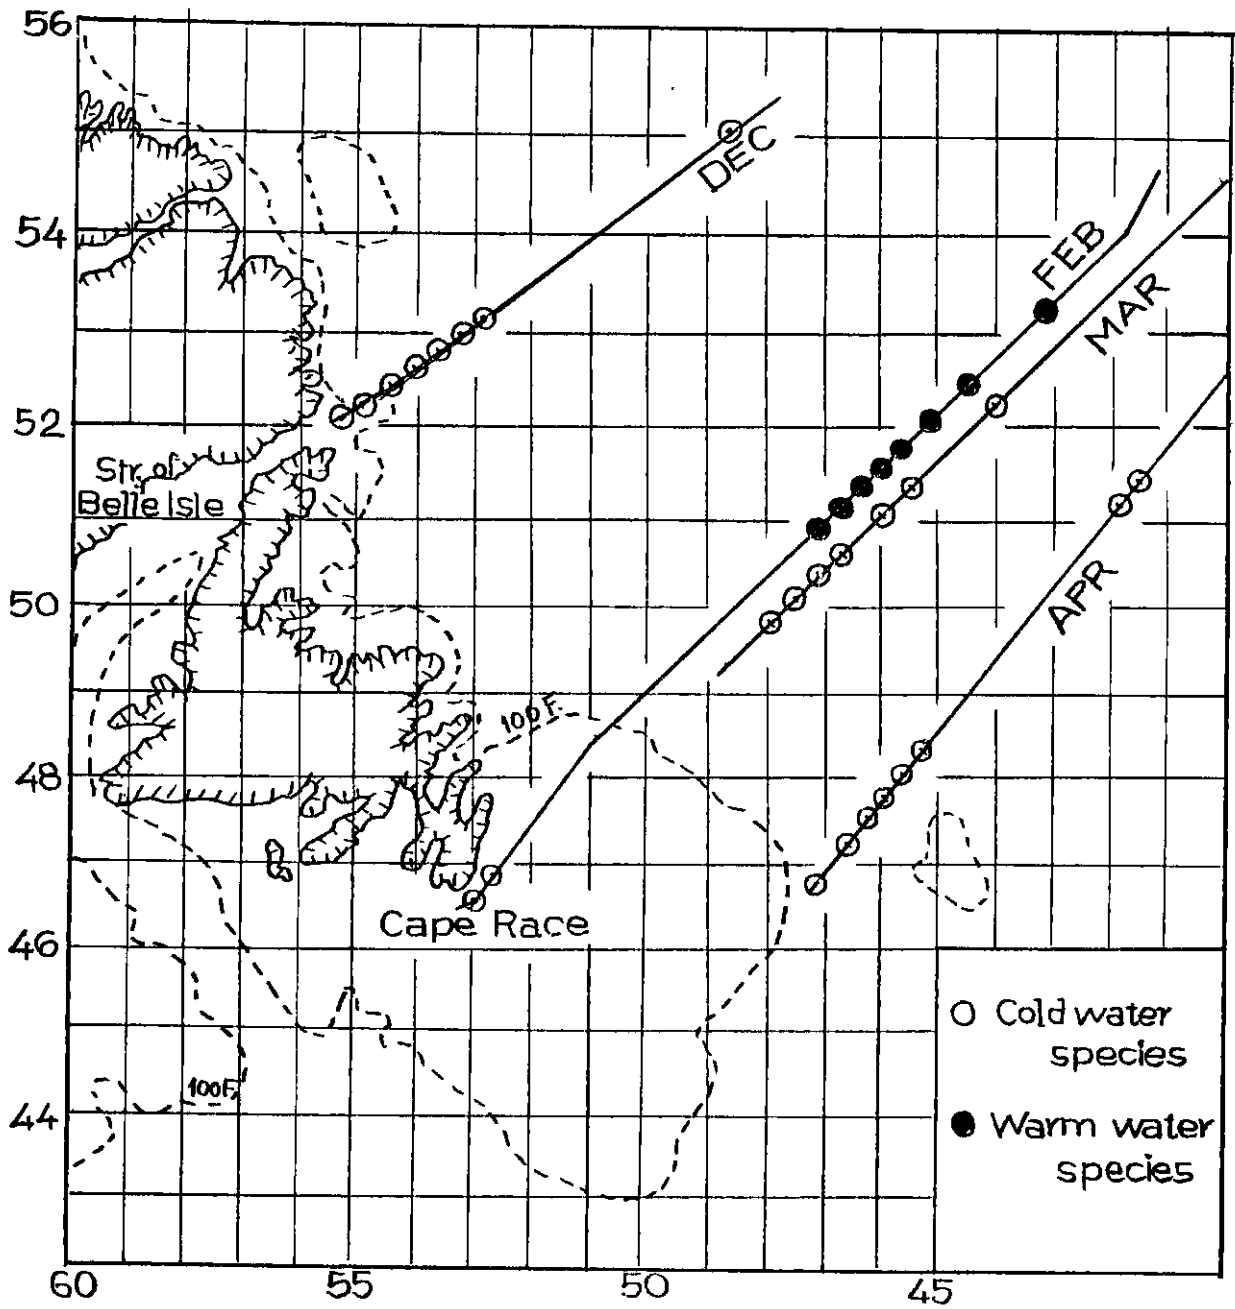 56
DEC
54
FEB
MAR
52
Str. of
Belle Isle
50
APR
100 F.
48
Cape Race
46
O Cold water
species
100F.
44
● Warm water
species
60
55
50
45